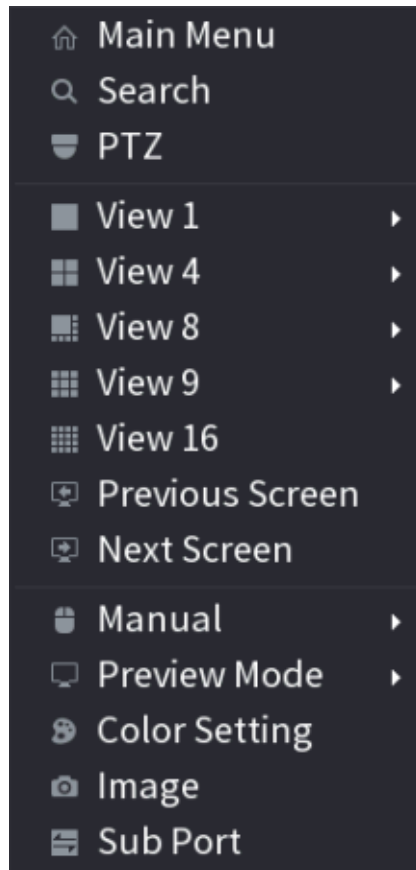 Main Menu
Search
PTZ
View 1
View 4
View 8
View 9
View 16
Previous Screen
Next Screen
Manual
Preview Mode
Color Setting
Image
Sub Port